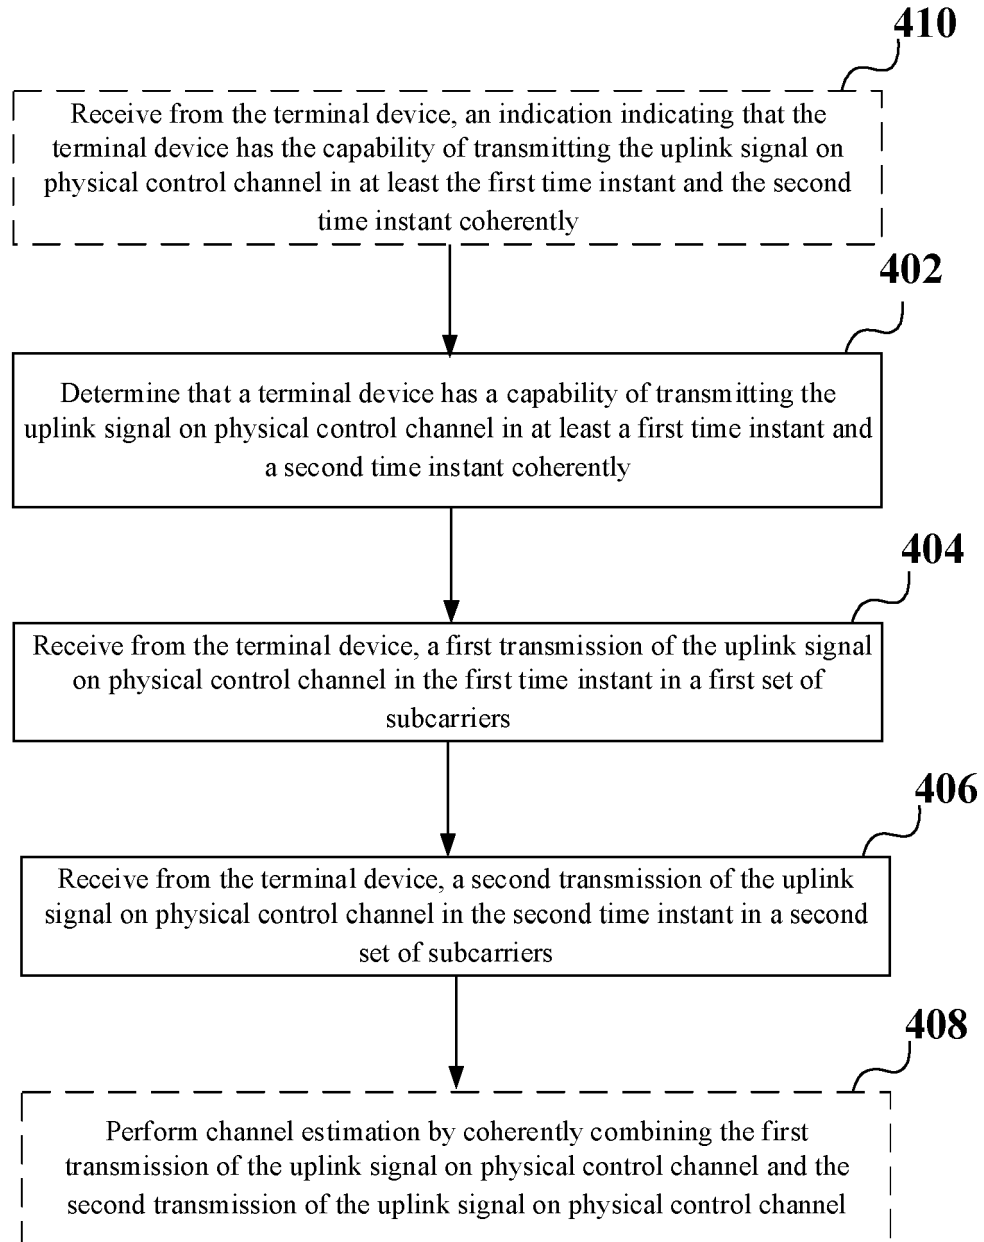 410
Receive from the terminal device, an indication indicating that the
terminal device has the capability of transmitting the uplink signal on
physical control channel in at least the first time instant and the second
time instant coherently
402
Determine that a terminal device has a capability of transmitting the
uplink signal on physical control channel in at least a first time instant and
a second time instant coherently
404
Receive from the terminal device, a first transmission of the uplink signal
on physical control channel in the first time instant in a first set of
subcarriers
406
Receive from the terminal device, a second transmission of the uplink
signal on physical control channel in the second time instant in a second
set of subcarriers
408
Perform channel estimation by coherently combining the first
transmission of the uplink signal on physical control channel and the
second transmission of the uplink signal on physical control channel